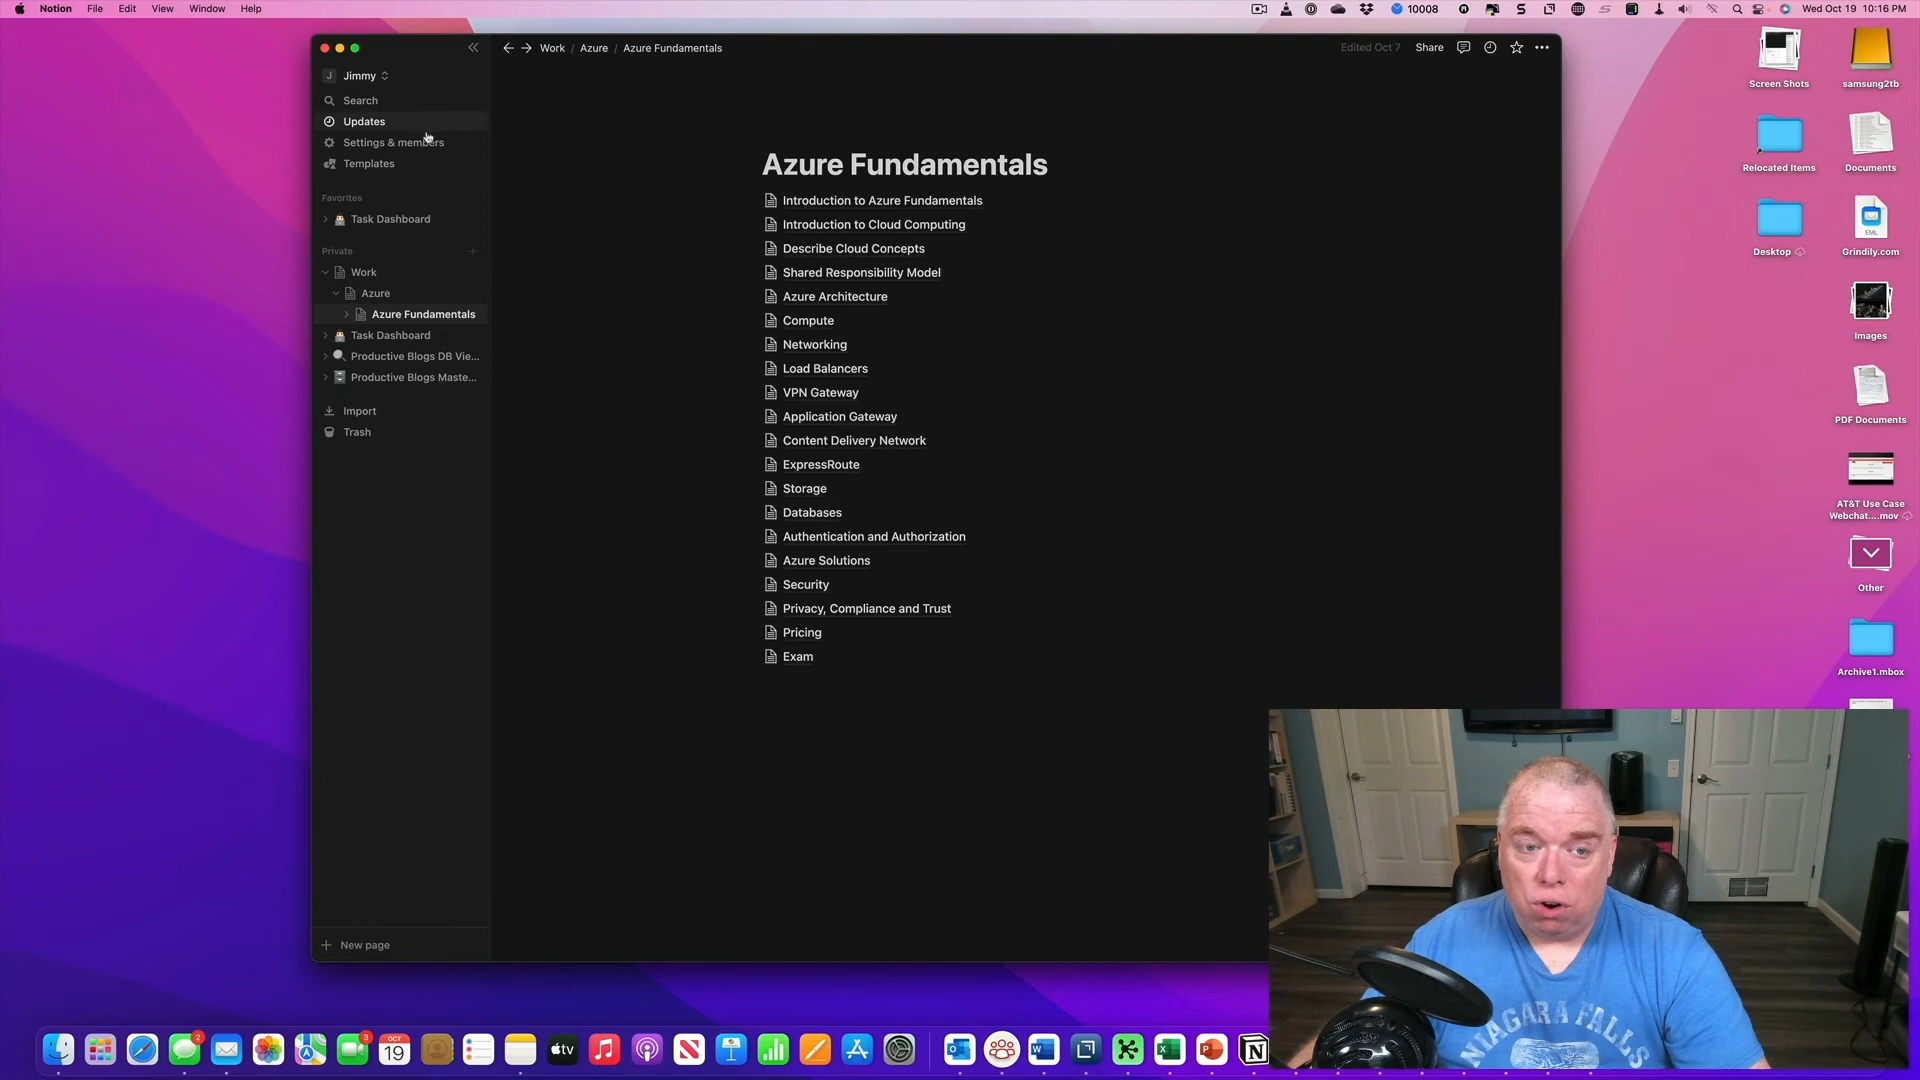 Notion File Edit View Window Help
10008 Wed Oct 19 10:16 PM
J Jimmy
Search
Updates
Settings & members
Templates
Favorites
Task Dashboard
Private
Work
Azure
Azure Fundamentals
Task Dashboard
Productive Blogs DB Vie...
Productive Blogs Maste...
Import
Trash
New page
Work / Azure / Azure Fundamentals
Edited Oct 7 Share
Azure Fundamentals
Introduction to Azure Fundamentals
Introduction to Cloud Computing
Describe Cloud Concepts
Shared Responsibility Model
Azure Architecture
Compute
Networking
Load Balancers
VPN Gateway
Application Gateway
Content Delivery Network
ExpressRoute
Storage
Databases
Authentication and Authorization
Azure Solutions
Security
Privacy, Compliance and Trust
Pricing
Exam
Screen Shots
samsung2tb
Relocated Items
Documents
Desktop
EML
Grindily.com
Images
PDF Documents
AT&T Use Case
Webchat....mov
Other
Archive1.mbox
NIAGARA FALLS
2
3
OCT
19
tv